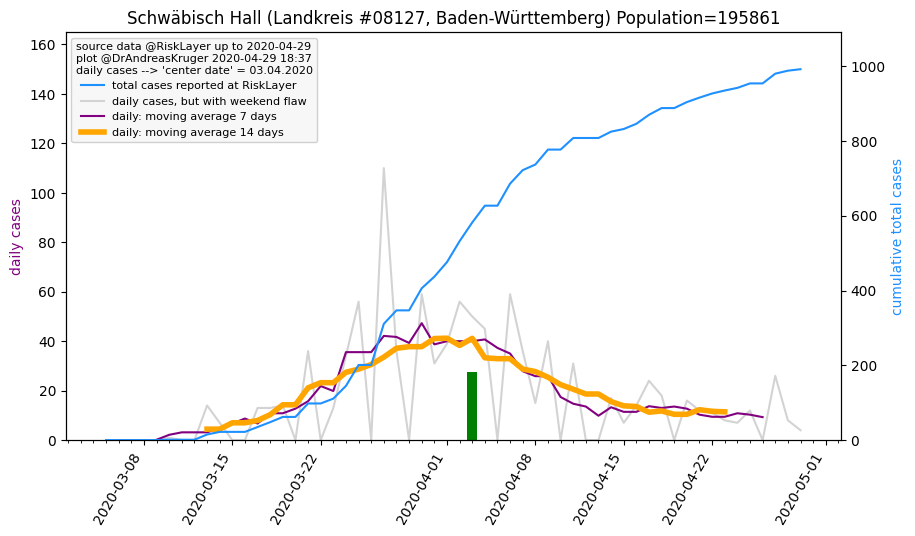 Schwäbisch Hall (Landkreis #08127, Baden-Württemberg) Population=195861
source data @RiskLayer up to 2020-04-29
plot @DrAndreasKruger 2020-04-29 18:37
daily cases --> 'center date' = 03.04.2020
total cases reported at RiskLayer
daily cases, but with weekend flaw
daily: moving average 7 days
daily: moving average 14 days
daily cases
160
140
120
100
80
60
40
20
0
cumulative total cases
1000
800
600
400
200
0
2020-03-08
2020-03-15
2020-03-22
2020-04-01
2020-04-08
2020-04-15
2020-04-22
2020-05-01